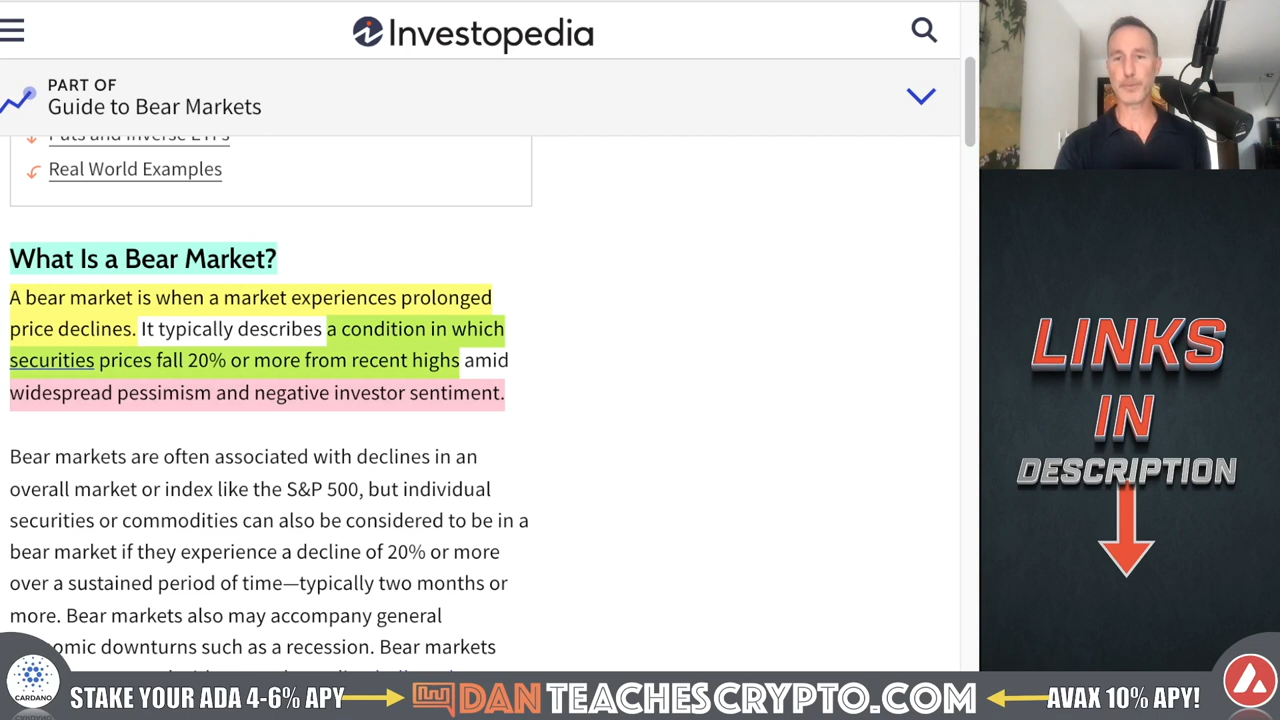 Investopedia
PART OF
Guide to Bear Markets
Puts and Inverse ETFs
Real World Examples
What Is a Bear Market?
A bear market is when a market experiences prolonged
price declines. It typically describes a condition in which
securities prices fall 20% or more from recent highs amid
widespread pessimism and negative investor sentiment.
Bear markets are often associated with declines in an
overall market or index like the S&P 500, but individual
securities or commodities can also be considered to be in a
bear market if they experience a decline of 20% or more
over a sustained period of time—typically two months or
more. Bear markets also may accompany general
downturns such as a recession. Bear markets
LINKS
IN
DESCRIPTION
CARDANO
STAKE YOUR ADA 4-6% APY
DANTEACHESCRYPTO.COM
AVAX 10% APY!